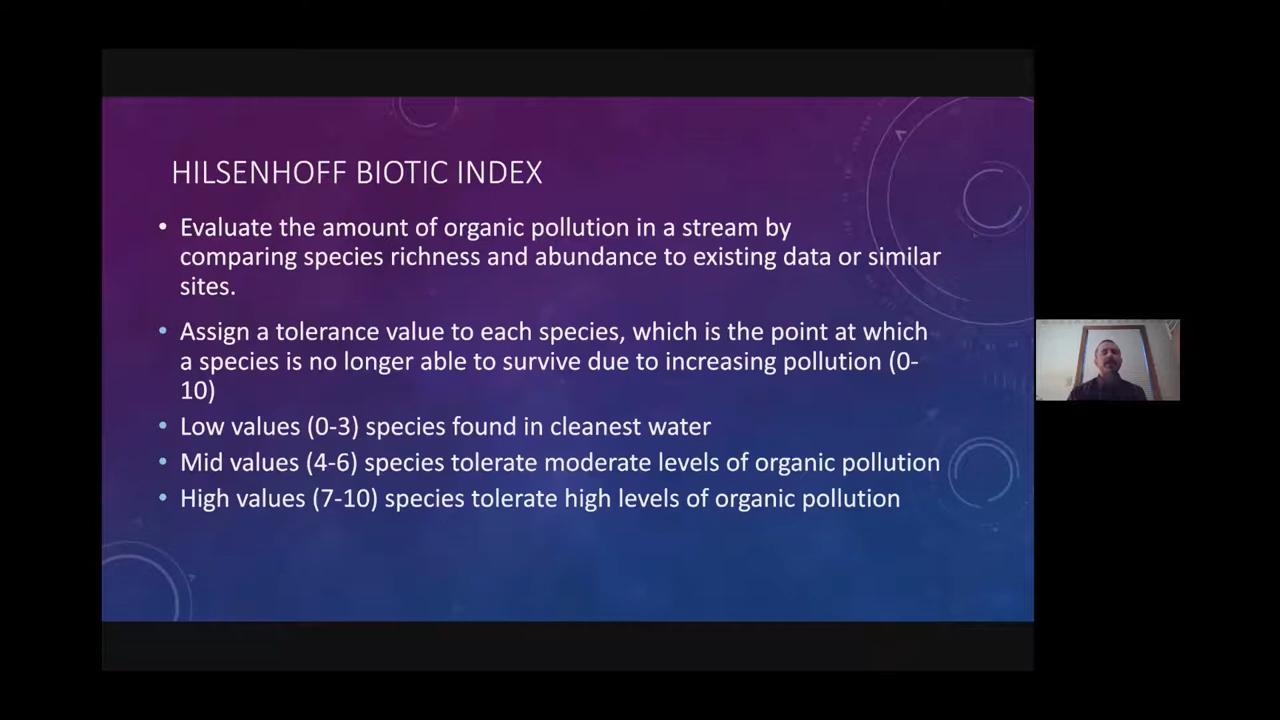 HILSENHOFF BIOTIC INDEX
• Evaluate the amount of organic pollution in a stream by
comparing species richness and abundance to existing data or similar
sites.
• Assign a tolerance value to each species, which is the point at which
a species is no longer able to survive due to increasing pollution (0-
10)
• Low values (0-3) species found in cleanest water
• Mid values (4-6) species tolerate moderate levels of organic pollution
• High values (7-10) species tolerate high levels of organic pollution